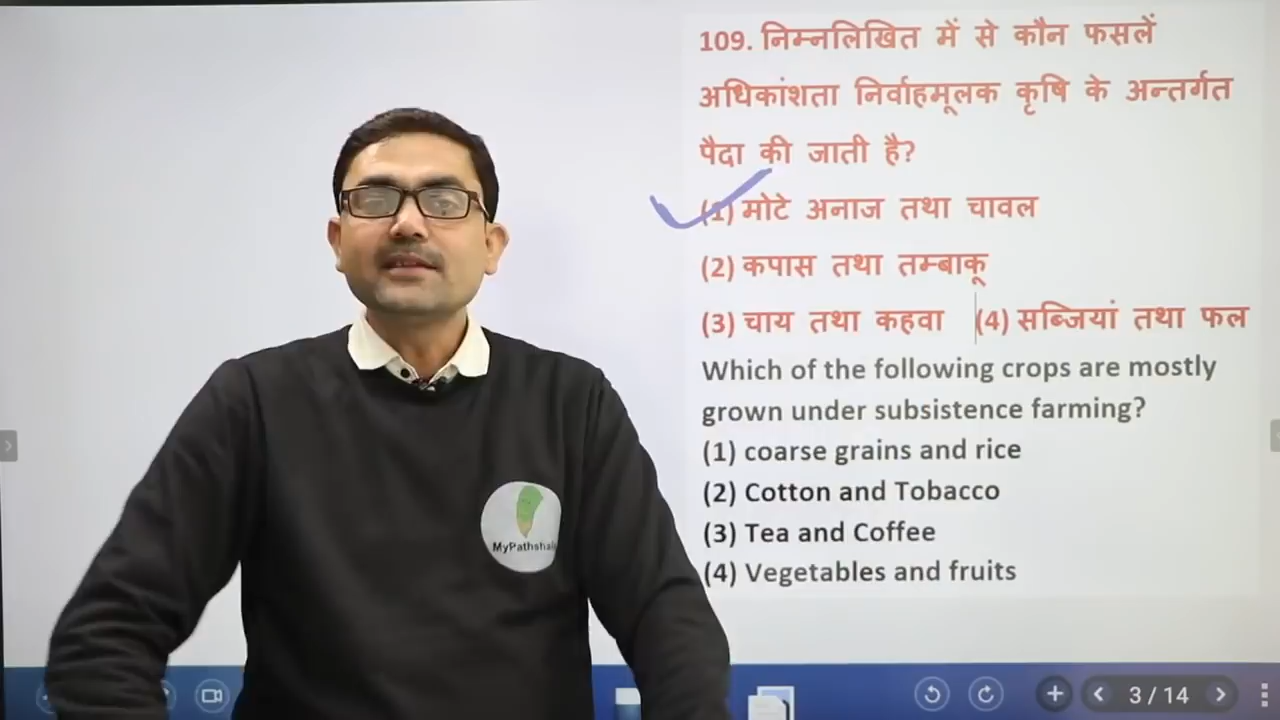 109. निम्नलिखित में से कौन फसलें
अधिकांशता निर्वाहमूलक कृषि के अन्तर्गत
पैदा की जाती है?
(1) मोटे अनाज तथा चावल
(2) कपास तथा तम्बाकू
(3) चाय तथा कहवा (4) सब्जियां तथा फल
Which of the following crops are mostly
grown under subsistence farming?
(1) coarse grains and rice
(2) Cotton and Tobacco
(3) Tea and Coffee
(4) Vegetables and fruits
MyPathshala
3 / 14